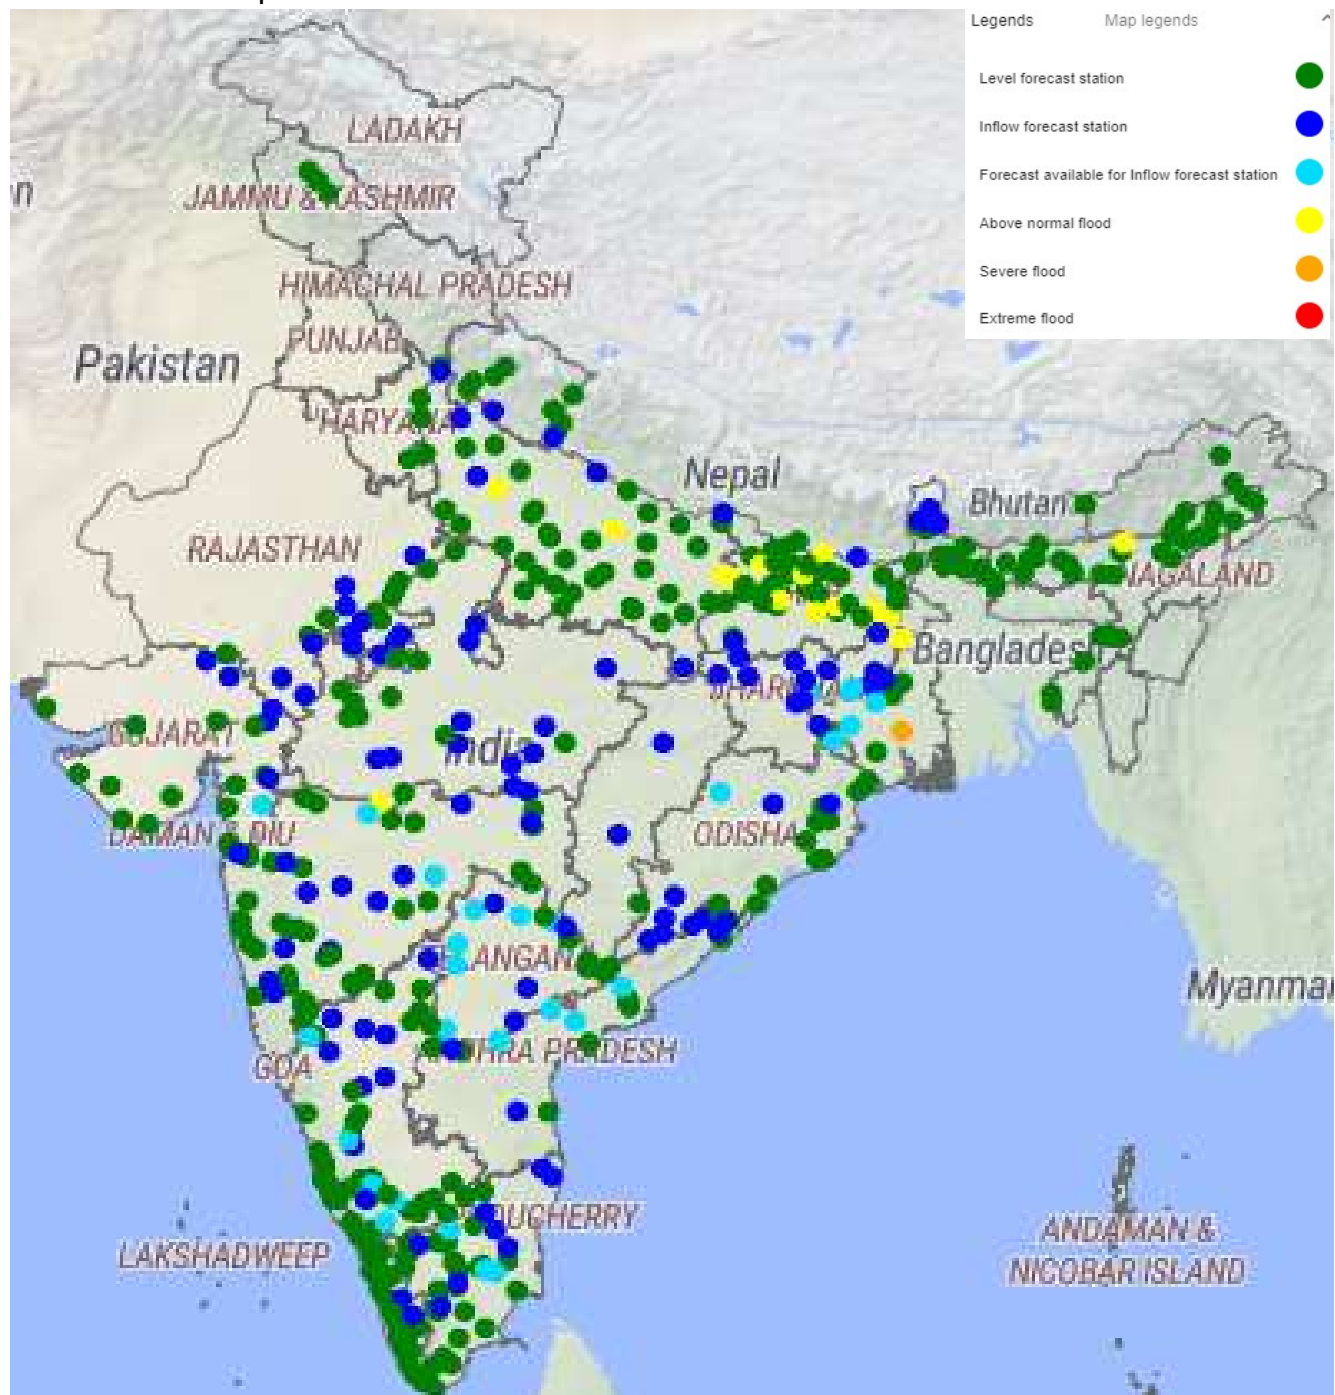 Legends
Map legends
Level forecast station
Inflow forecast station
Forecast available for Inflow forecast station
Above normal flood
Severe flood
Extreme flood
LADAKH
JAMMU & KASHMIR
HIMACHAL PRADESH
PUNJAB
Pakistan
HARYANA
Nepal
Bhutan
RAJASTHAN
NAGALAND
Bangladesh
GUJARAT
India
DAMAN & DIU
ODISHA
Myanmar
GOA
ANDHRA PRADESH
LAKSHADWEEP
ANDAMAN &
NICOBAR ISLAND